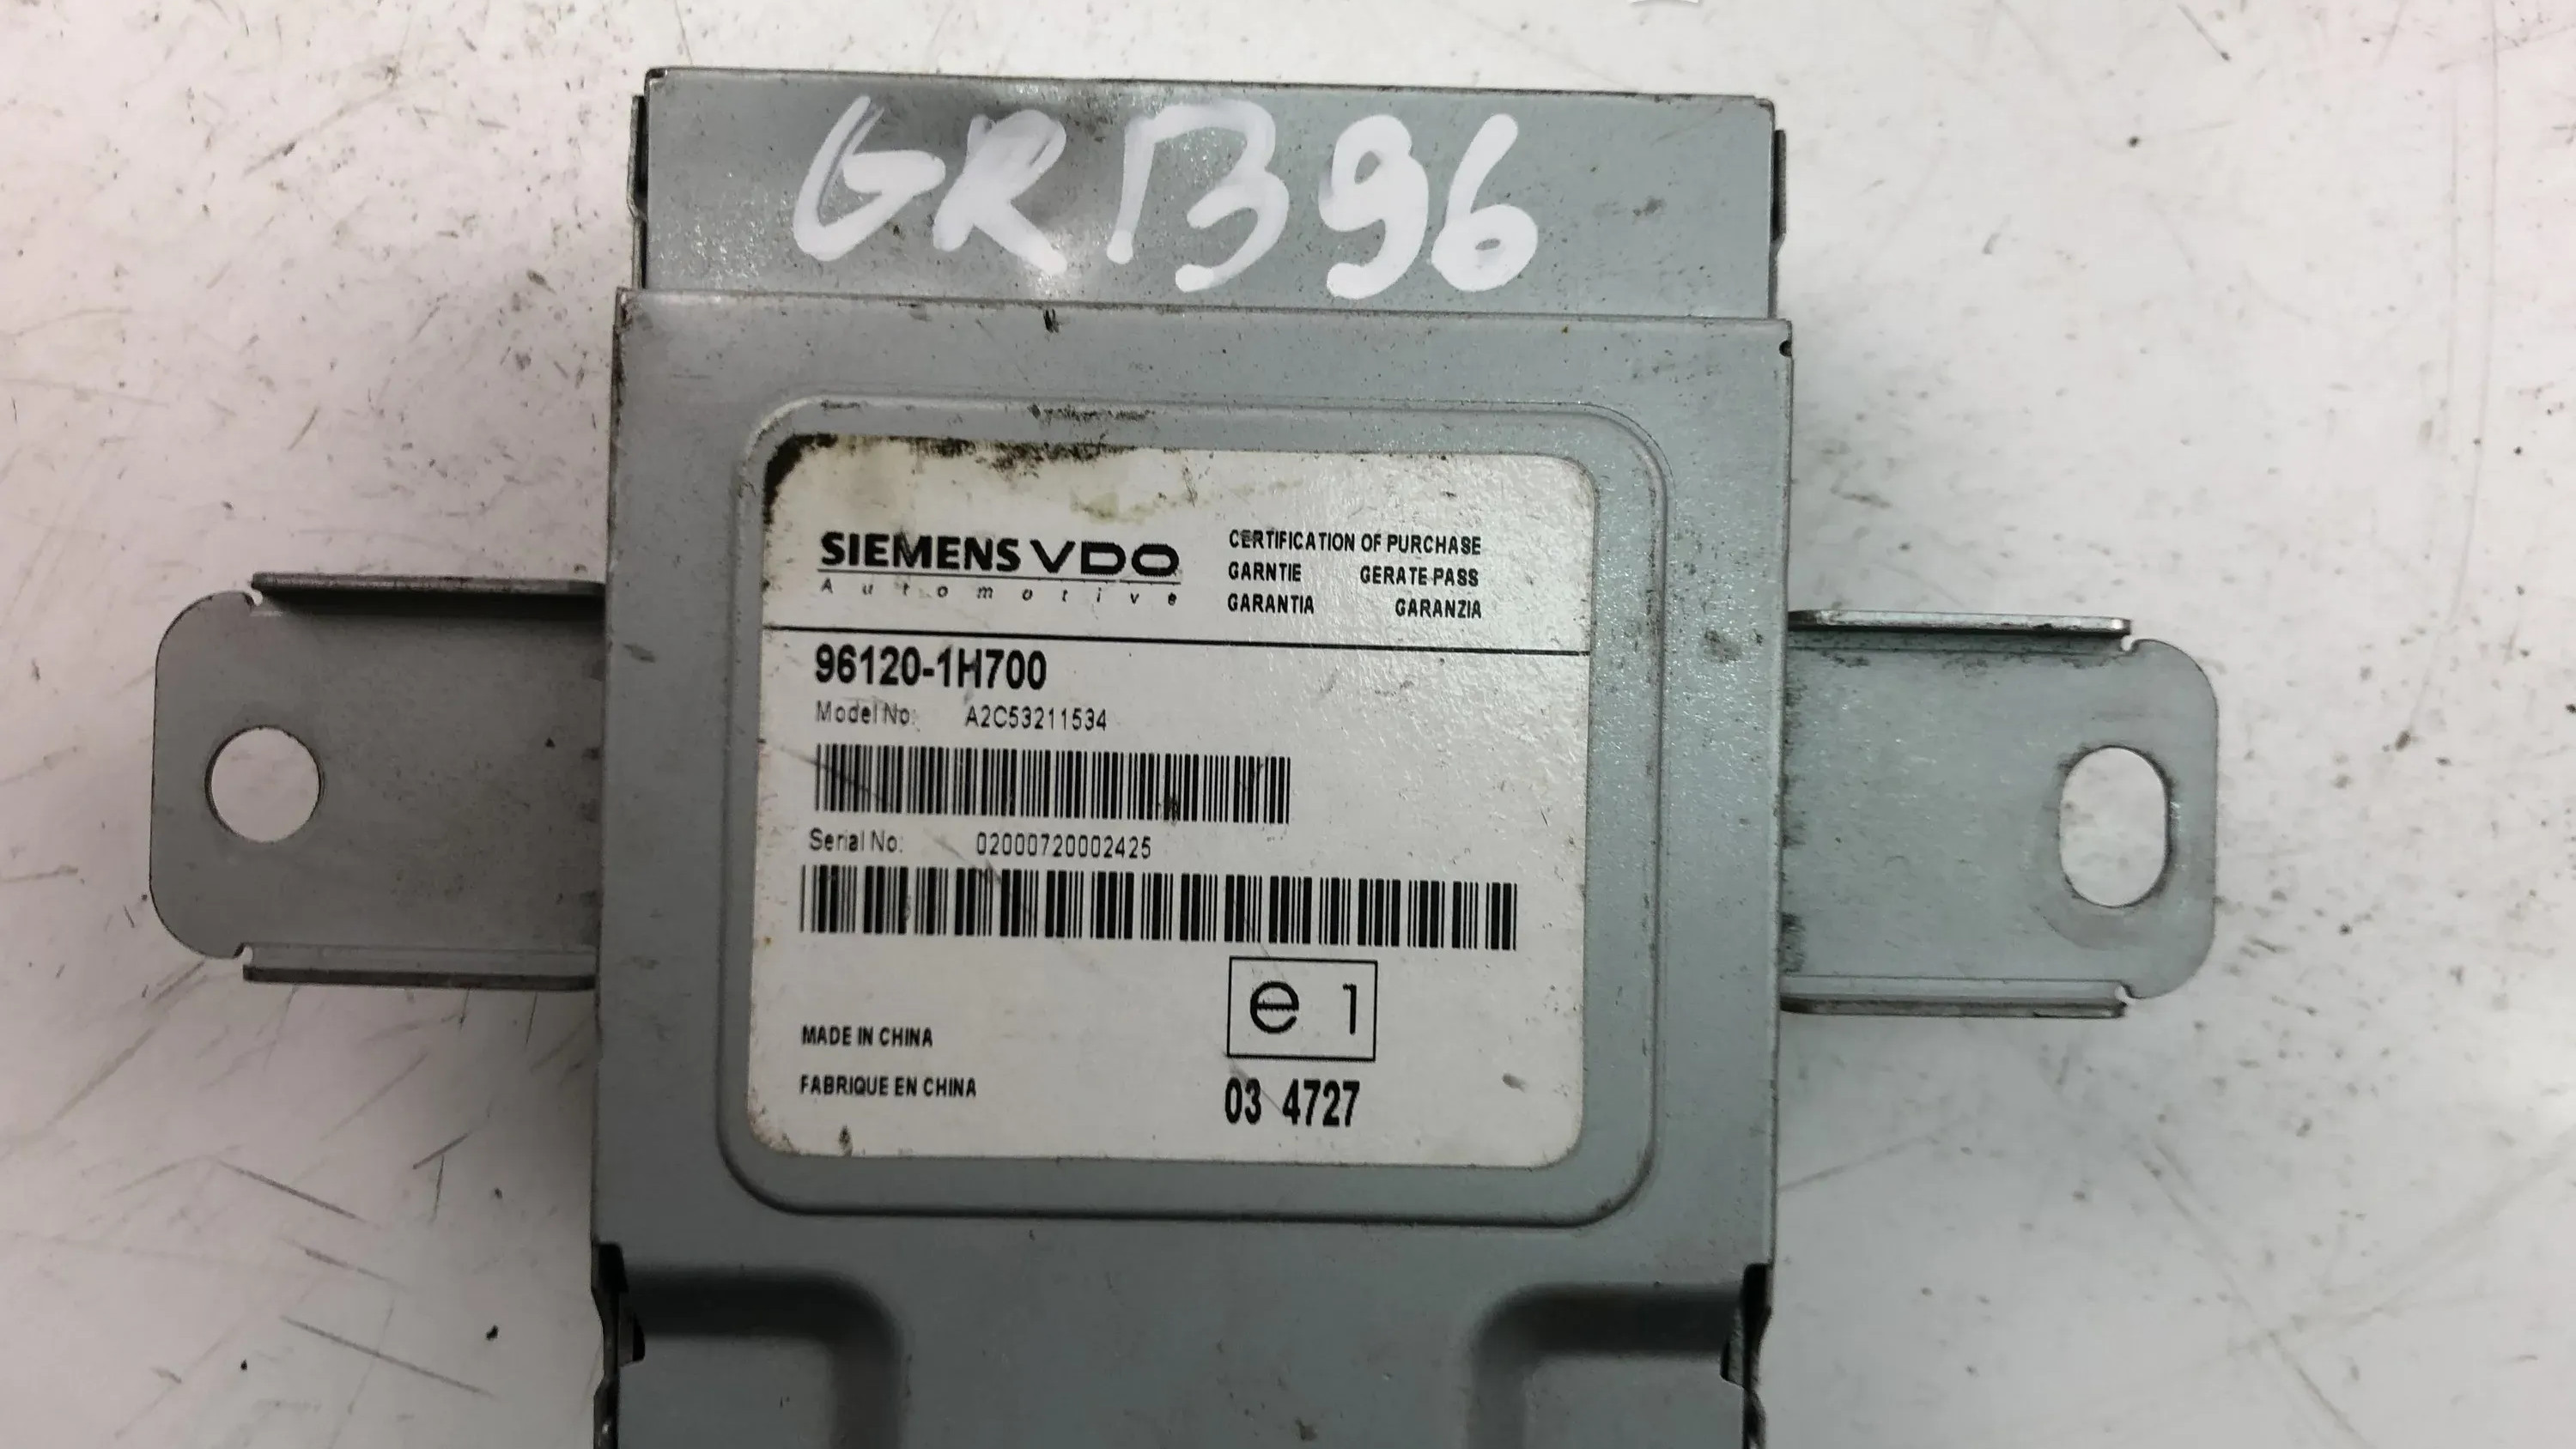 GR1396
SIEMENS VDO
Automotive
CERTIFICATION OF PURCHASE
GARNTIE GERATE PASS
GARANTIA GARANZIA
96120-1H700
Model No: A2C53211534
Serial No: 02000720002425
e 1
MADE IN CHINA
FABRIQUE EN CHINA
03 4727